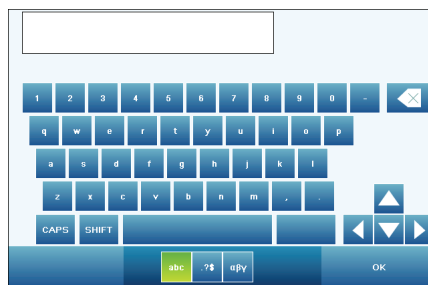 1 2 3 4 5 6 7 8 9 0 -
q w e r t y u i o p
a s d f g h j k l
z x c v b n m , .
CAPS SHIFT
abc .?$ αβγ OK